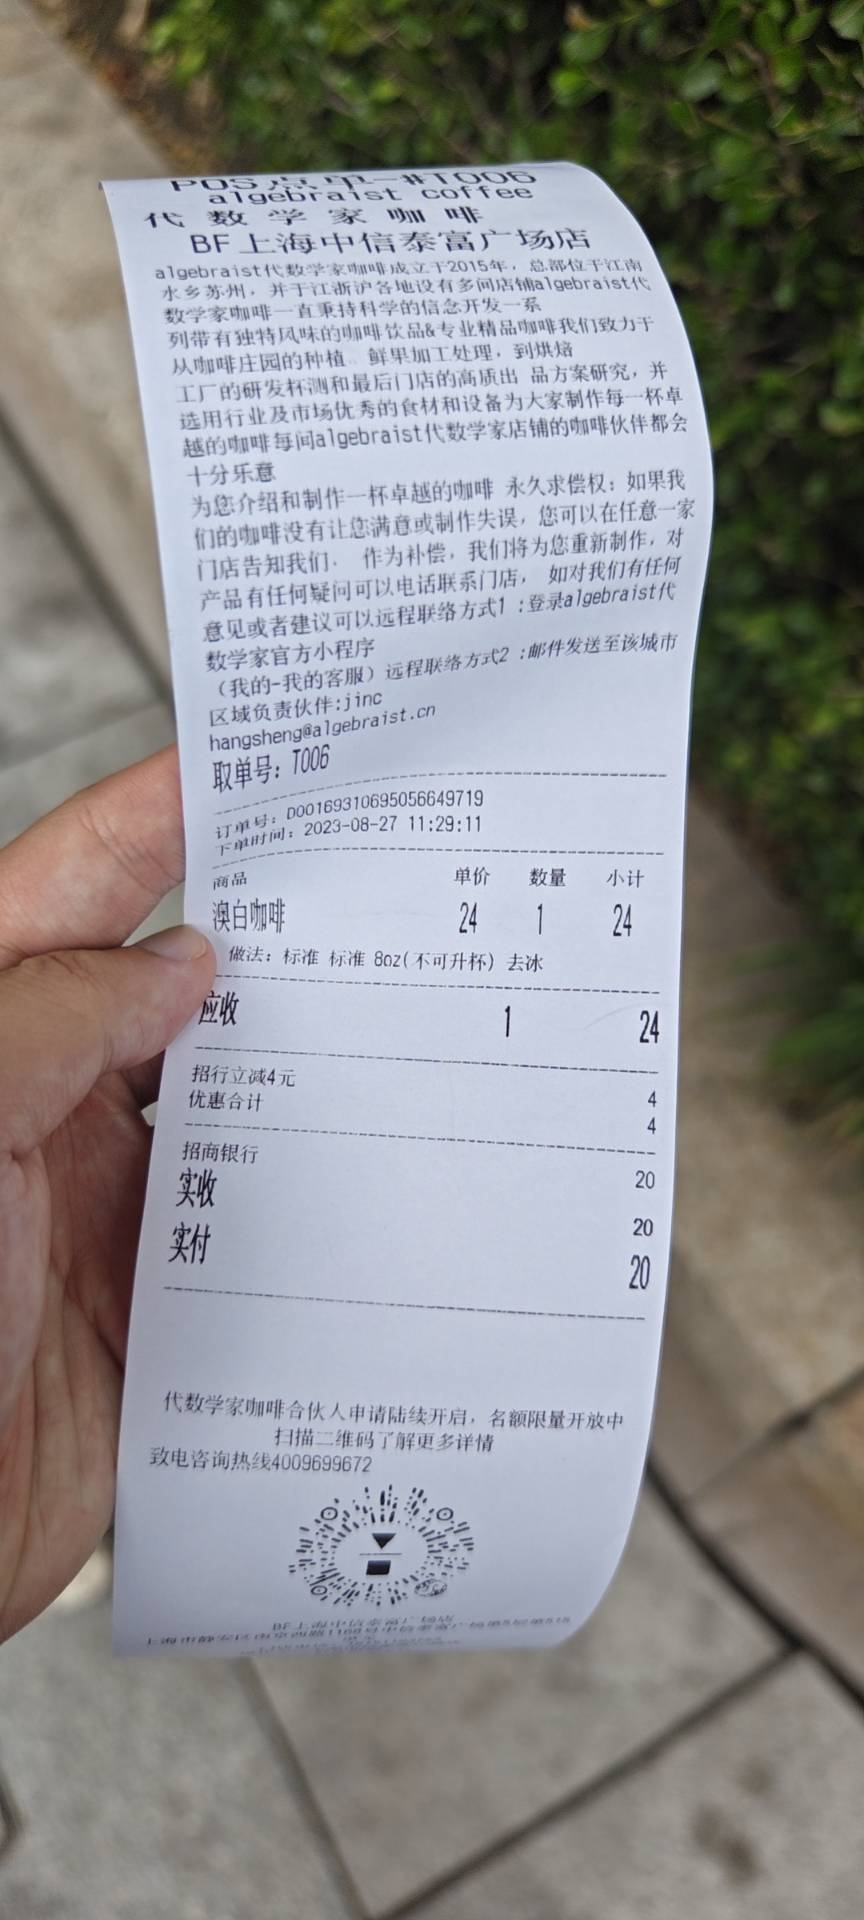 POS点单-#T006
algebraist coffee
代数学家咖啡
BF上海中信泰富广场店
algebraist代数学家咖啡成立于2015年，总部位于江南
水乡苏州，并于江浙沪各地设有多间店铺algebraist代
数学家咖啡一直秉持科学的信念开发一系
列带有独特风味的咖啡饮品&专业精品咖啡我们致力于
从咖啡庄园的种植、鲜果加工处理，到烘焙
工厂的研发杯测和最后门店的高质出 品方案研究，并
选用行业及市场优秀的食材和设备为大家制作每一杯卓
越的咖啡每间algebraist代数学家店铺的咖啡伙伴都会
十分乐意
为您介绍和制作一杯卓越的咖啡 永久求偿权：如果我
们的咖啡没有让您满意或制作失误，您可以在任意一家
门店告知我们． 作为补偿，我们将为您重新制作，对
产品有任何疑问可以电话联系门店， 如对我们有任何
意见或者建议可以远程联络方式1 :登录algebraist代
数学家官方小程序
（我的-我的客服）远程联络方式2 :邮件发送至该城市
区域负责伙伴:jinc
hangsheng@algebraist.cn
取单号：T006
订单号：D00169310695056649719
下单时间：2023-08-27 11:29:11
商品 单价 数量 小计
澳白咖啡 24 1 24
做法：标准 标准 8oz(不可升杯) 去冰
应收 1 24
招行立减4元 4
优惠合计 4
招商银行 20
实收 20
实付 20
代数学家咖啡合伙人申请陆续开启，名额限量开放中
扫描二维码了解更多详情
致电咨询热线4009699672
BF上海中信泰富广场店
上海市静安区南京西路1168号中信泰富广场